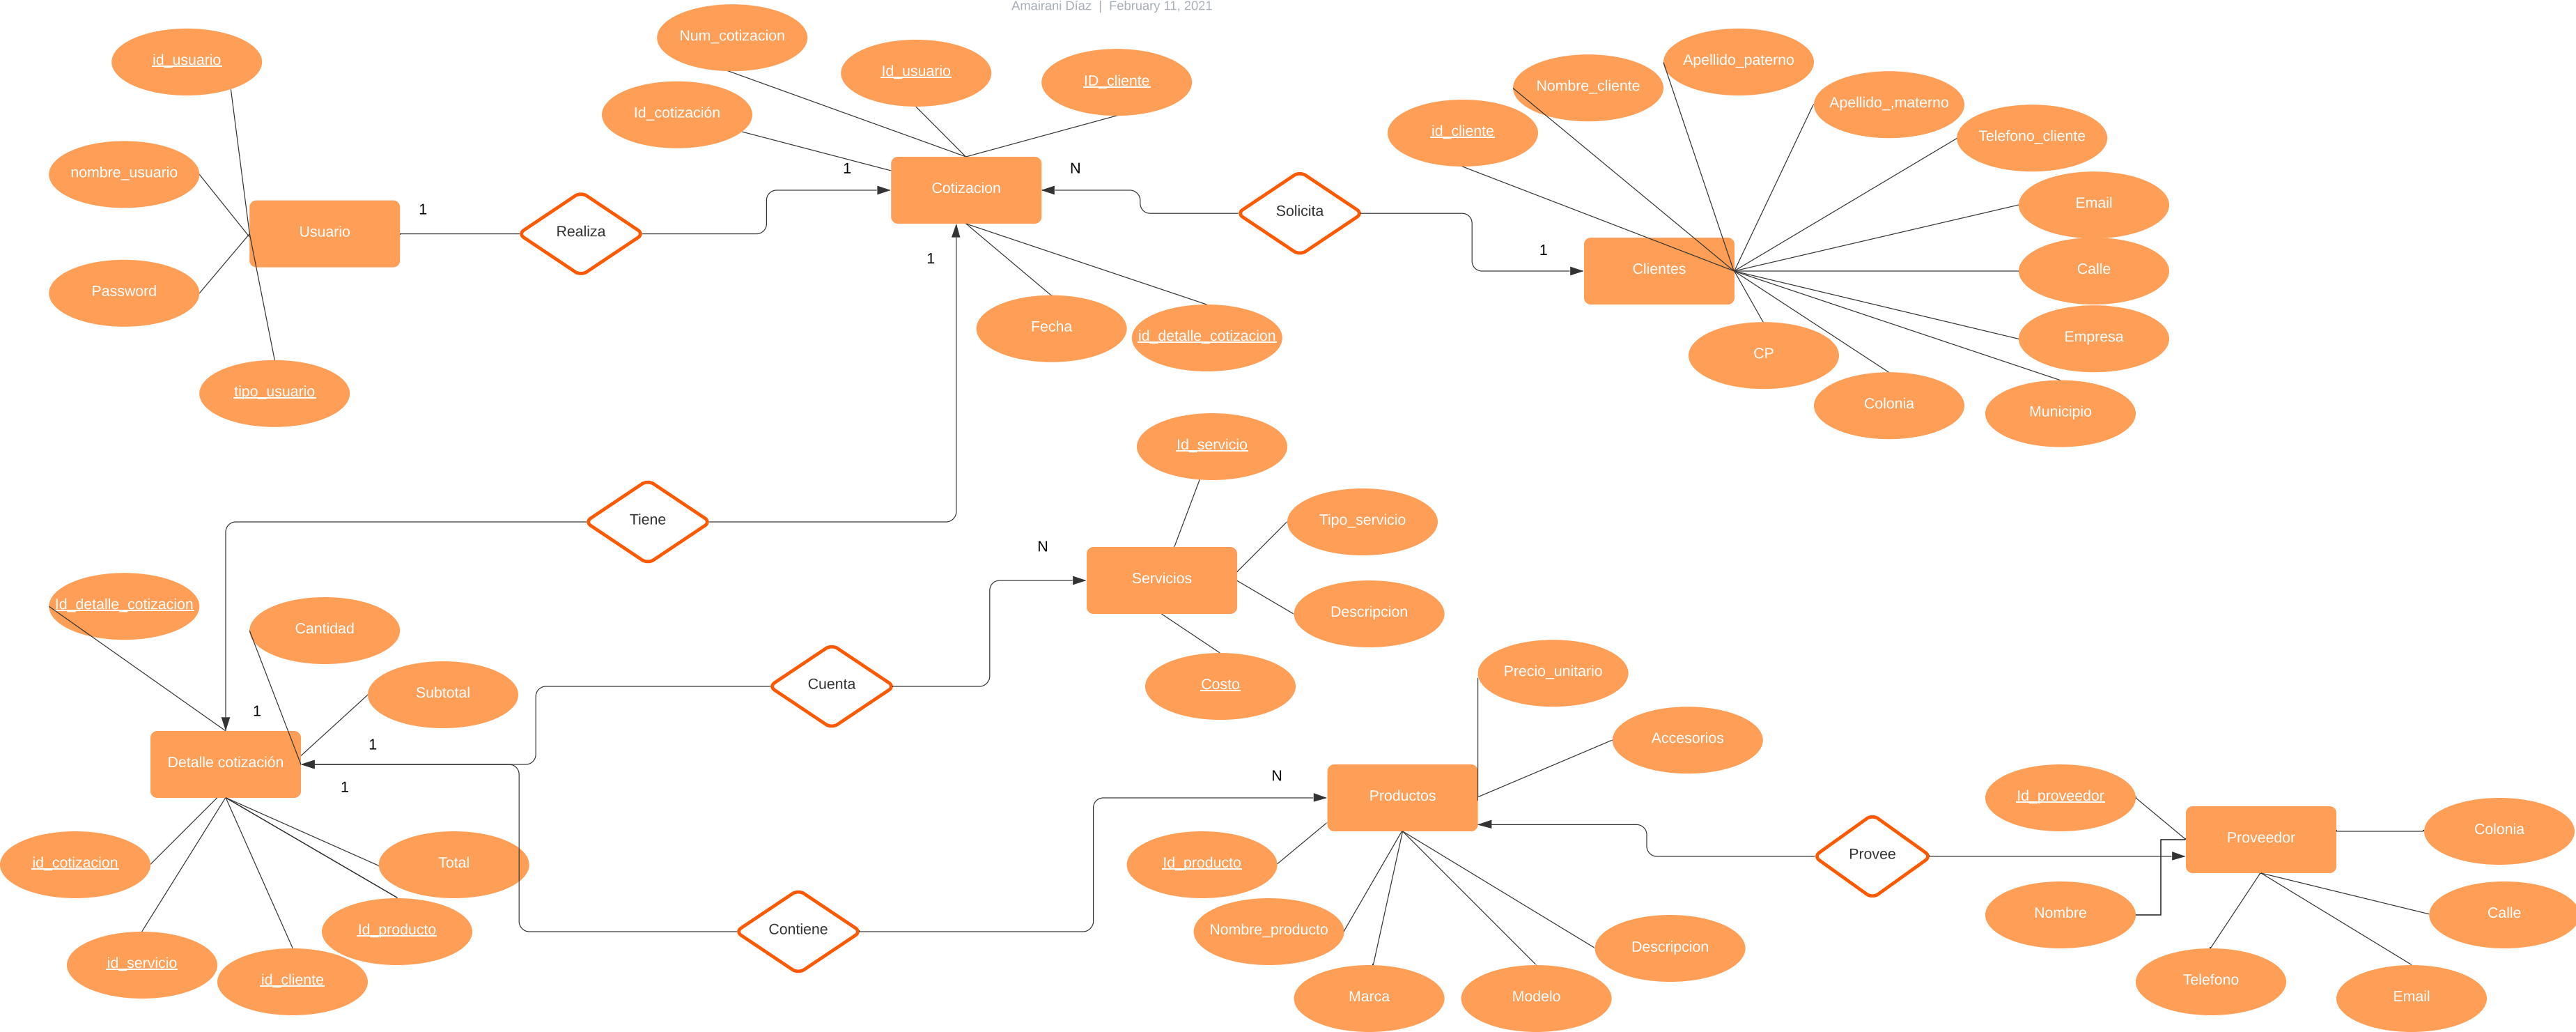 Amairani Díaz | February 11, 2021
Num_cotizacion
id_usuario
Id_usuario
ID_cliente
Id_cotización
nombre_usuario
Password
tipo_usuario
Usuario
1
Realiza
1
Cotizacion
N
1
Fecha
id_detalle_cotizacion
Solicita
1
Clientes
id_cliente
Nombre_cliente
Apellido_paterno
Apellido_,materno
Telefono_cliente
Email
Calle
Empresa
Municipio
Colonia
CP
Tiene
Id_servicio
Tipo_servicio
N
Servicios
Descripcion
Costo
Id_detalle_cotizacion
Cantidad
Subtotal
Cuenta
1
1
1
Detalle cotización
id_cotizacion
Total
Id_producto
id_servicio
id_cliente
Contiene
Precio_unitario
Accesorios
N
Productos
Id_producto
Nombre_producto
Marca
Modelo
Descripcion
Provee
Id_proveedor
Proveedor
Colonia
Nombre
Calle
Telefono
Email